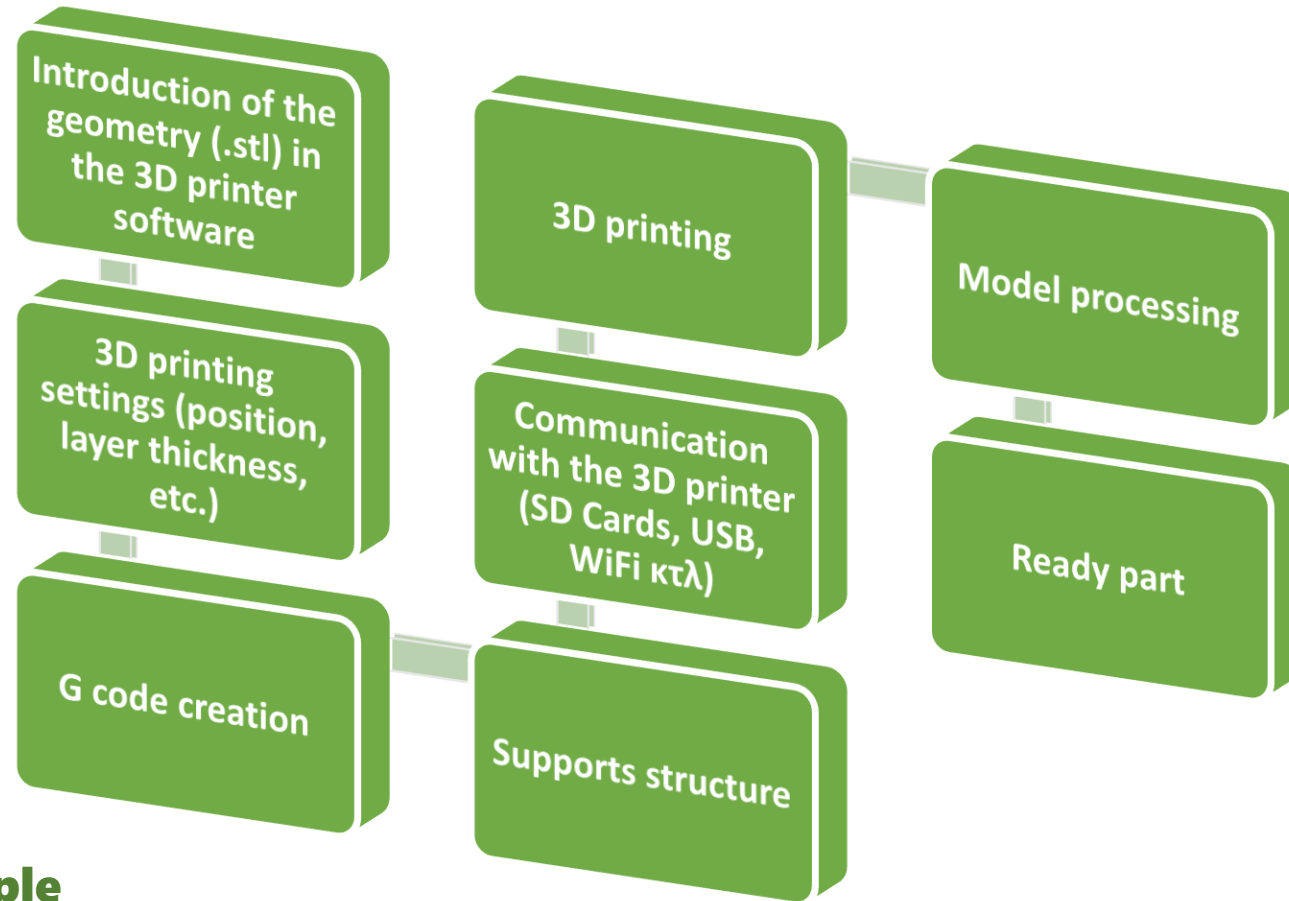 Introduction of the
geometry (.stl) in
the 3D printer
software
3D printing
settings (position,
layer thickness,
etc.)
G code creation
Supports structure
Communication
with the 3D printer
(SD Cards, USB,
WiFi κτλ)
3D printing
Model processing
Ready part
ple